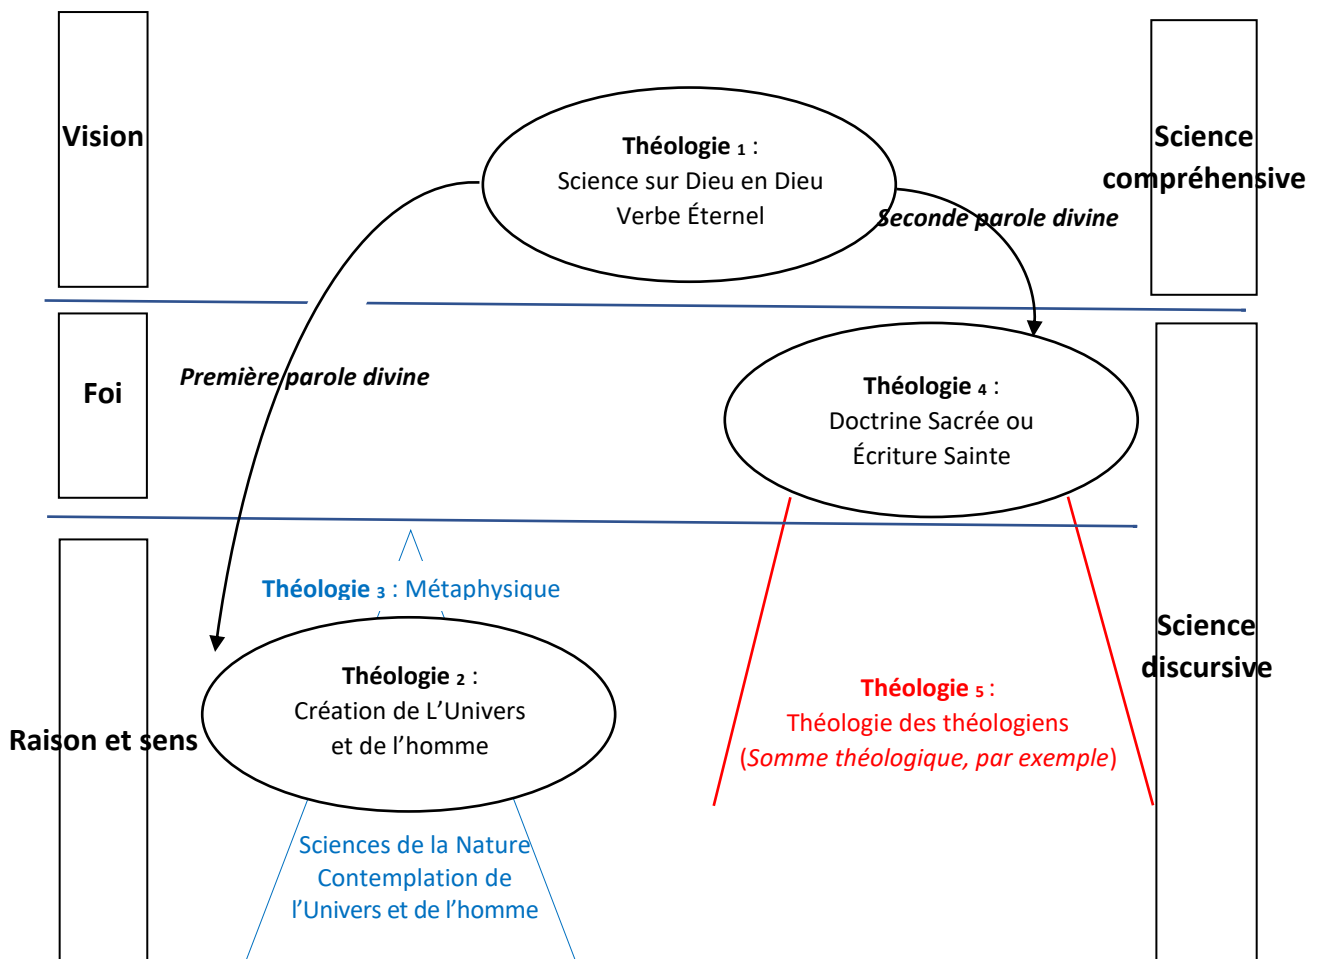 Vision
Théologie 1 :
Science sur Dieu en Dieu
Verbe Éternel
Science
compréhensive
Seconde parole divine
Foi
Première parole divine
Théologie 4 :
Doctrine Sacrée ou
Écriture Sainte
Théologie 3 : Métaphysique
Raison et sens
Théologie 2 :
Création de L’Univers
et de l’homme
Théologie 5 :
Théologie des théologiens
(Somme théologique, par exemple)
Science
discursive
Sciences de la Nature
Contemplation de
l’Univers et de l’homme